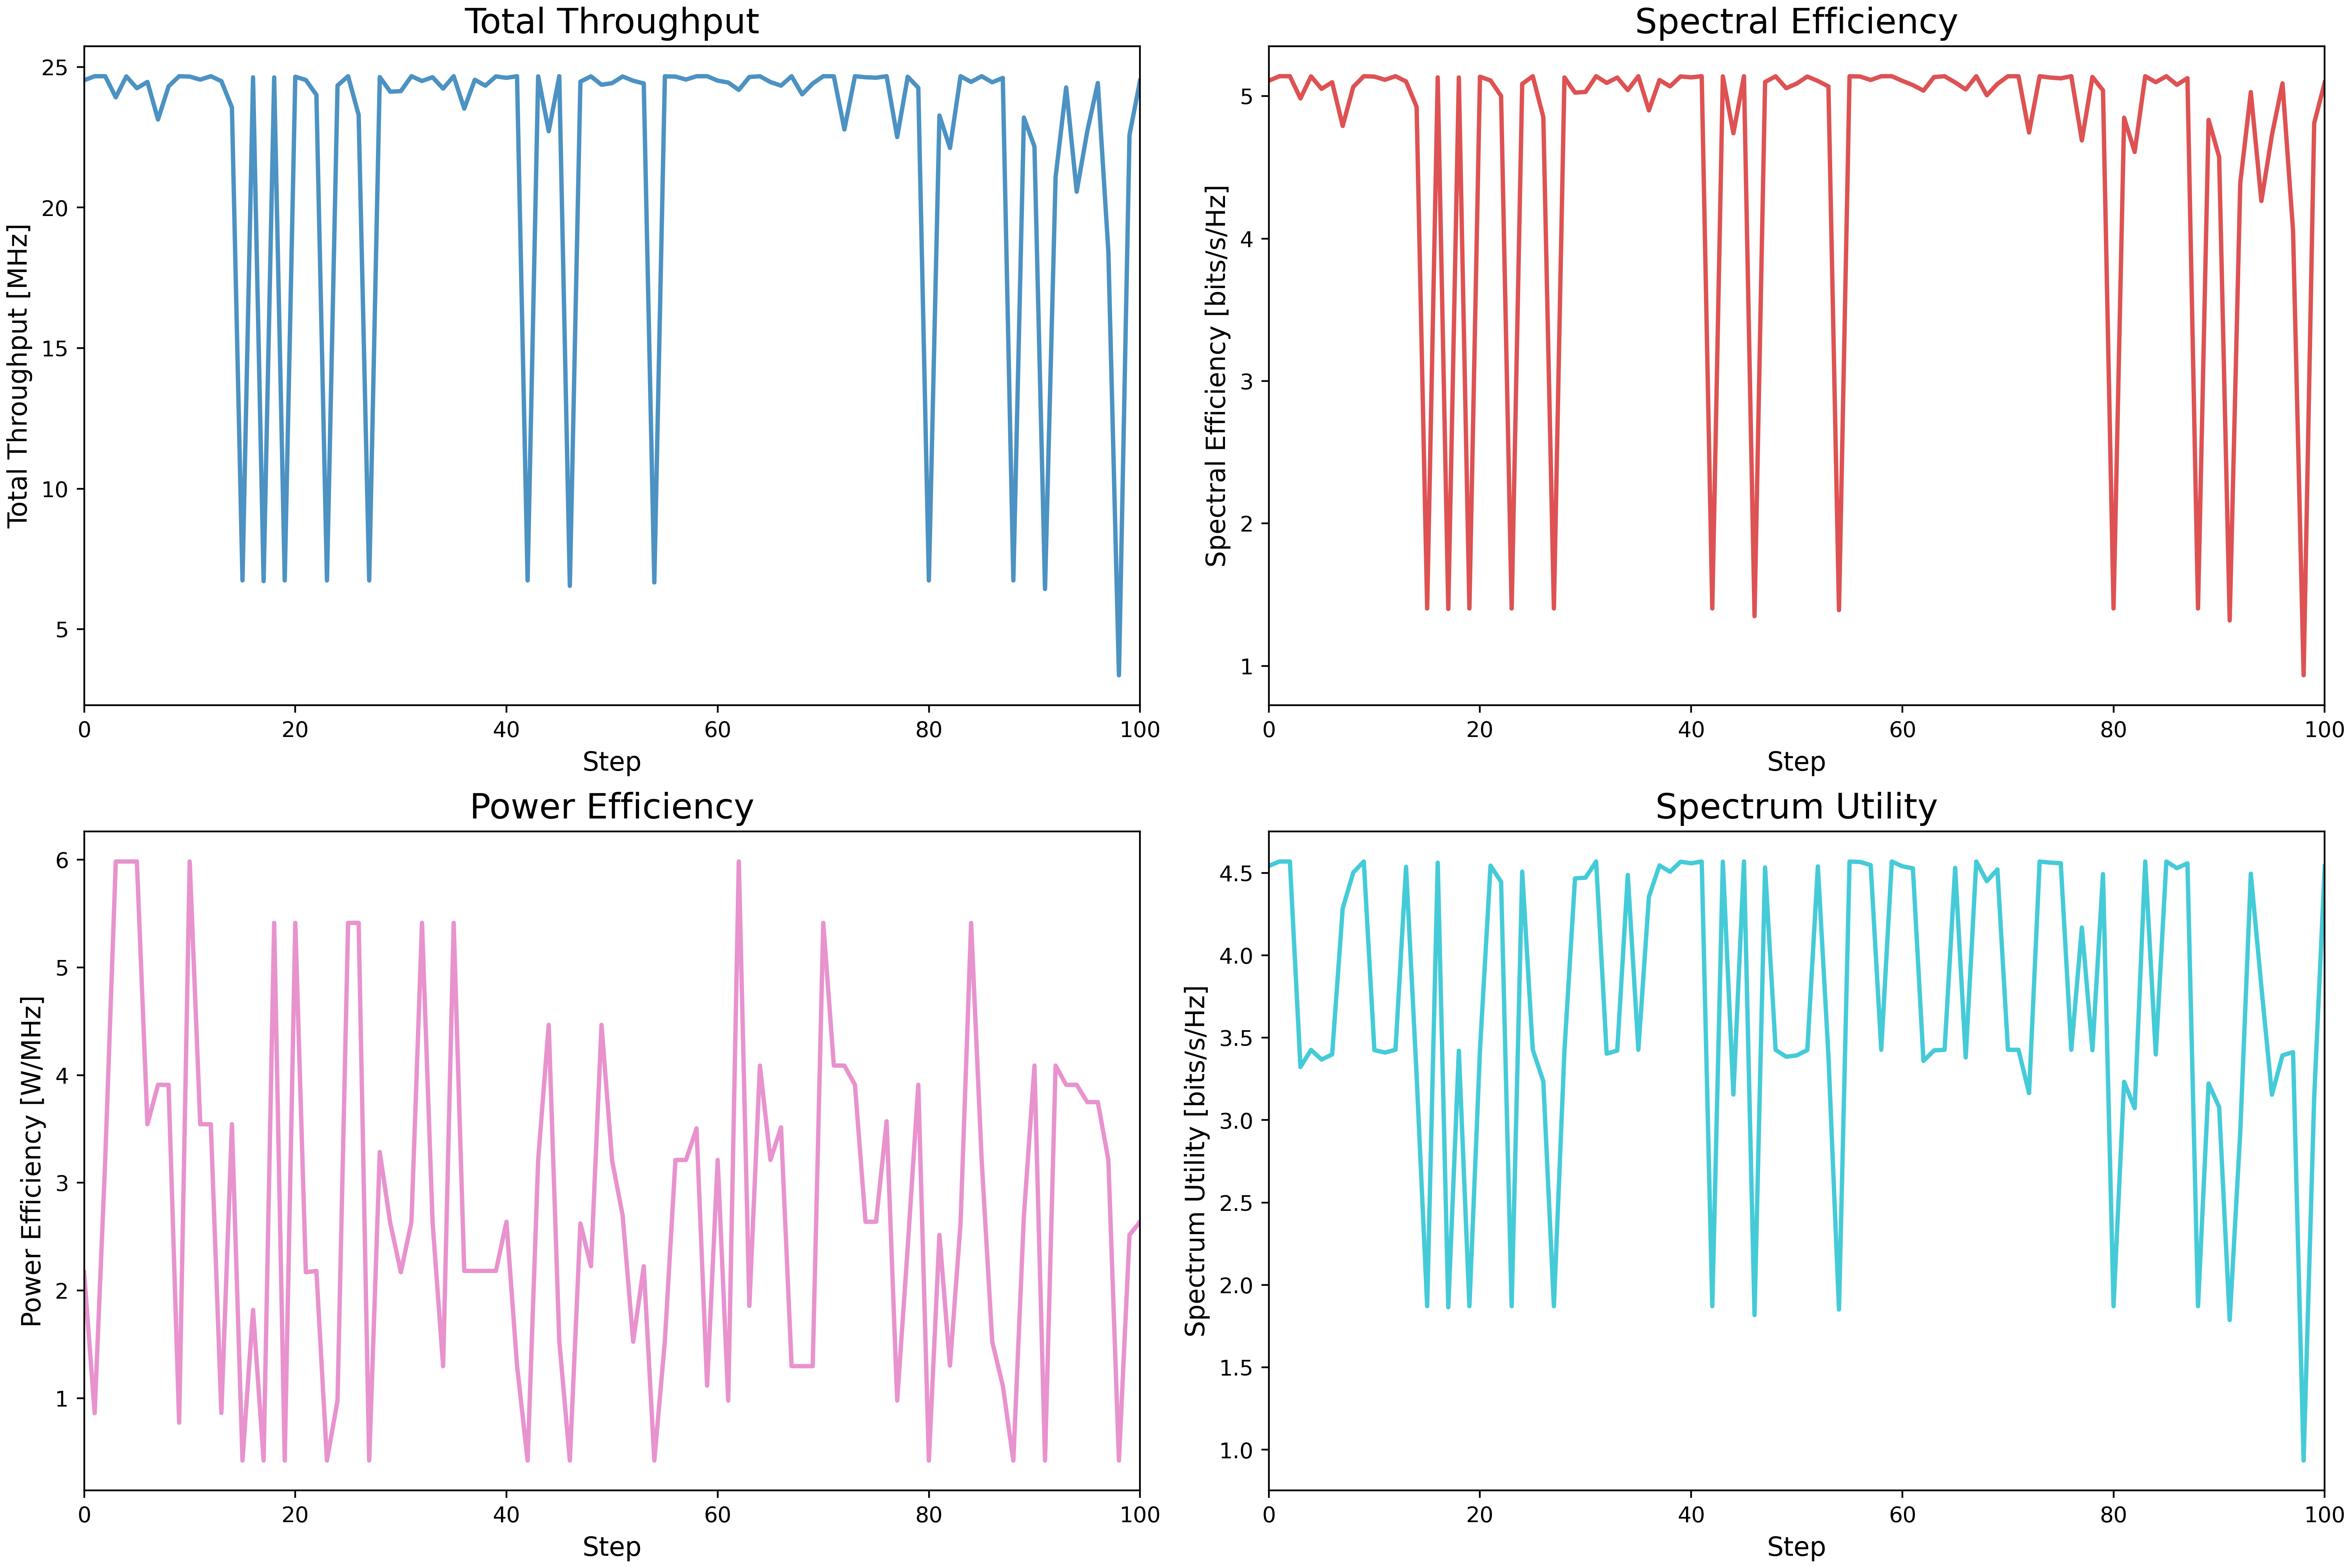 Total Throughput
Total Throughput [MHz]
25
20
15
10
5
0 20 40 60 80 100
Step
Spectral Efficiency
Spectral Efficiency [bits/s/Hz]
5
4
3
2
1
0 20 40 60 80 100
Step
Power Efficiency
Power Efficiency [W/MHz]
6
5
4
3
2
1
0 20 40 60 80 100
Step
Spectrum Utility
Spectrum Utility [bits/s/Hz]
4.5
4.0
3.5
3.0
2.5
2.0
1.5
1.0
0 20 40 60 80 100
Step